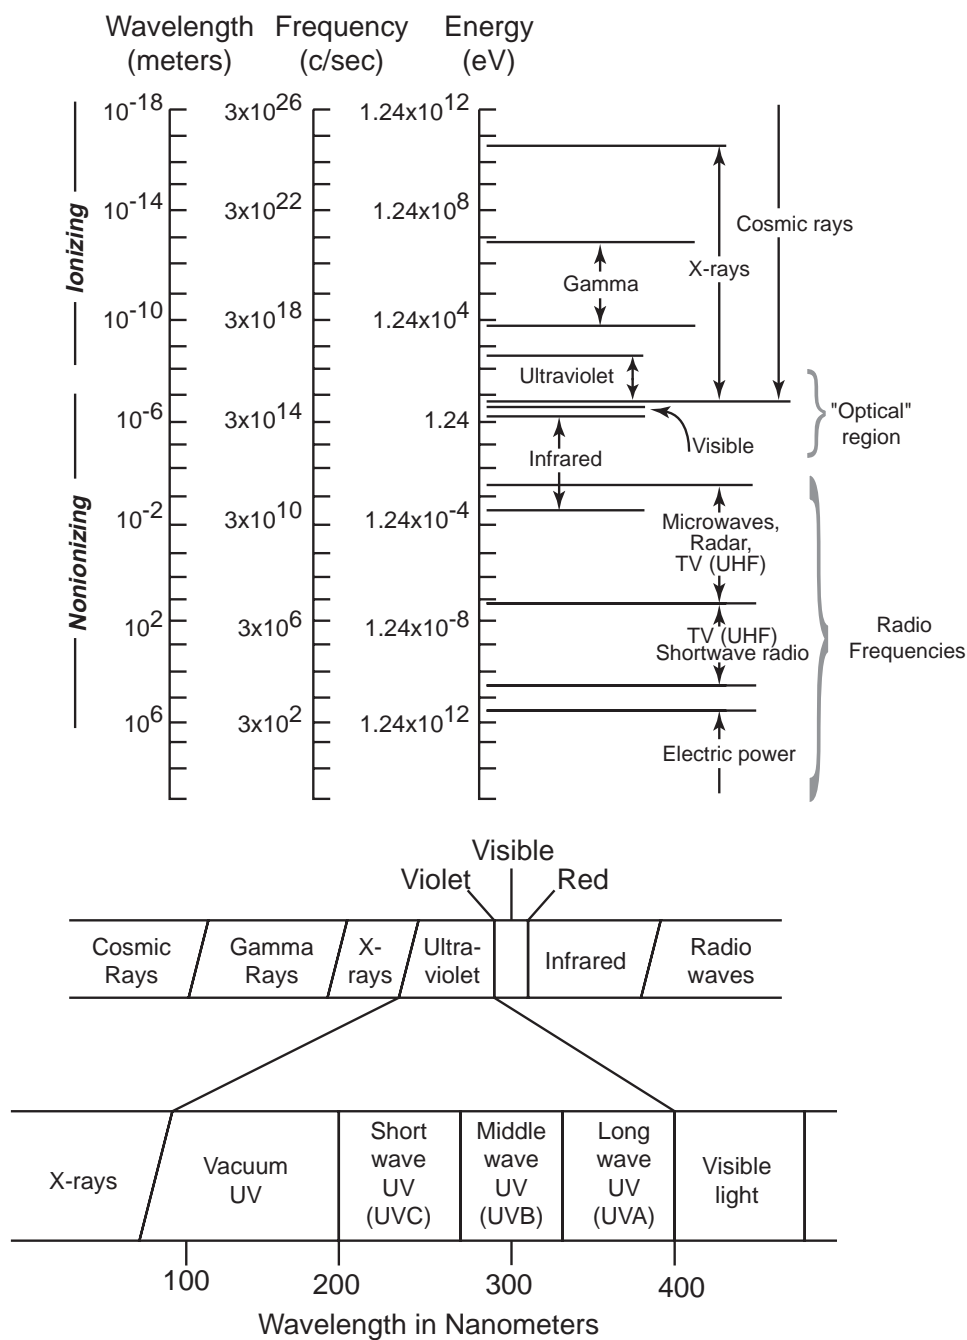 Wavelength Frequency Energy
(meters) (c/sec) (eV)
10-18 3x1026 1.24x1012
10-14 3x1022 1.24x108
10-10 3x1018 1.24x104
10-6 3x1014 1.24
10-2 3x1010 1.24x10-4
102 3x106 1.24x10-8
106 3x102 1.24x1012
Ionizing
Nonionizing
Cosmic rays
X-rays
Gamma
Ultraviolet
"Optical"
region
Visible
Infrared
Microwaves,
Radar,
TV (UHF)
TV (UHF)
Shortwave radio
Radio
Frequencies
Electric power
Visible
Violet Red
Cosmic
Rays
Gamma
Rays
X-
rays
Ultra-
violet
Infrared
Radio
waves
X-rays
Vacuum
UV
Short
wave
UV
(UVC)
Middle
wave
UV
(UVB)
Long
wave
UV
(UVA)
Visible
light
100 200 300 400
Wavelength in Nanometers